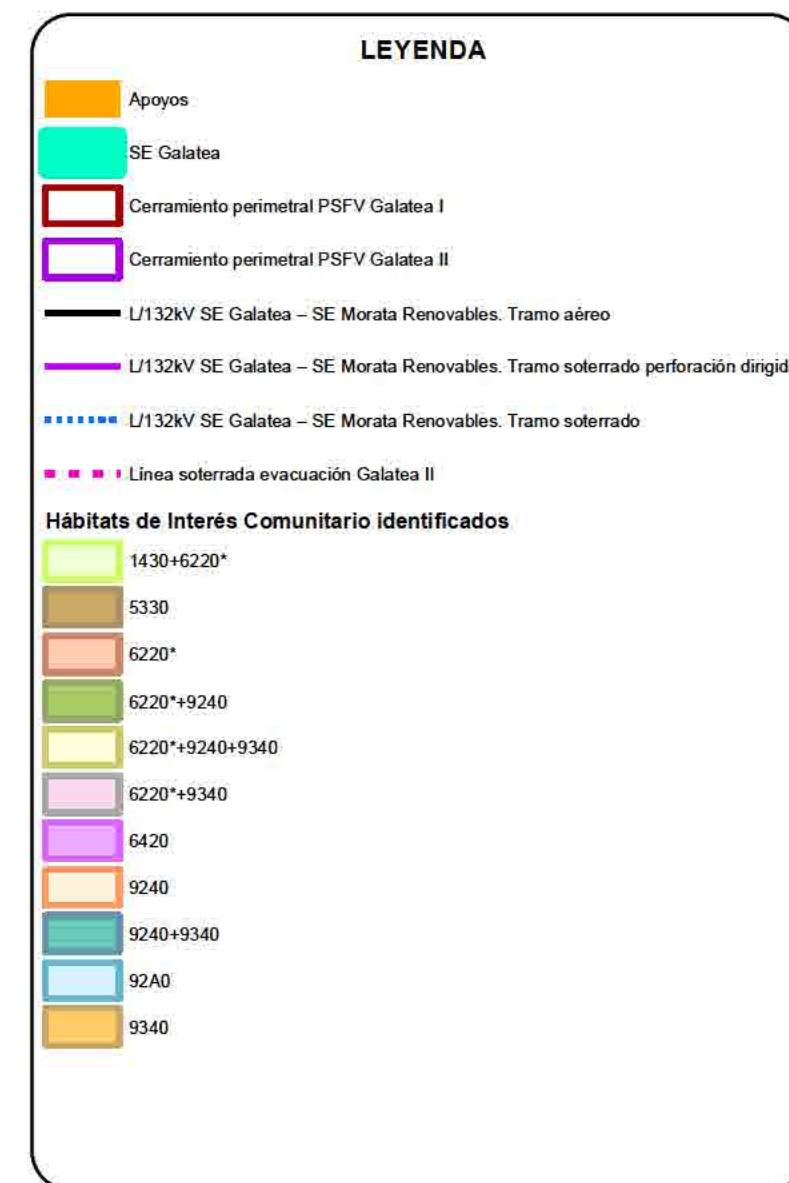 LEYENDA
Apoyos
SE Galatea
Cerramiento perimetral PSFV Galatea I
Cerramiento perimetral PSFV Galatea II
L/132kV SE Galatea – SE Morata Renovables. Tramo aéreo
L/132kV SE Galatea – SE Morata Renovables. Tramo soterrado perforación dirigid
L/132kV SE Galatea – SE Morata Renovables. Tramo soterrado
Línea soterrada evacuación Galatea II
Hábitats de Interés Comunitario identificados
1430+6220*
5330
6220*
6220*+9240
6220*+9240+9340
6220*+9340
6420
9240
9240+9340
92A0
9340